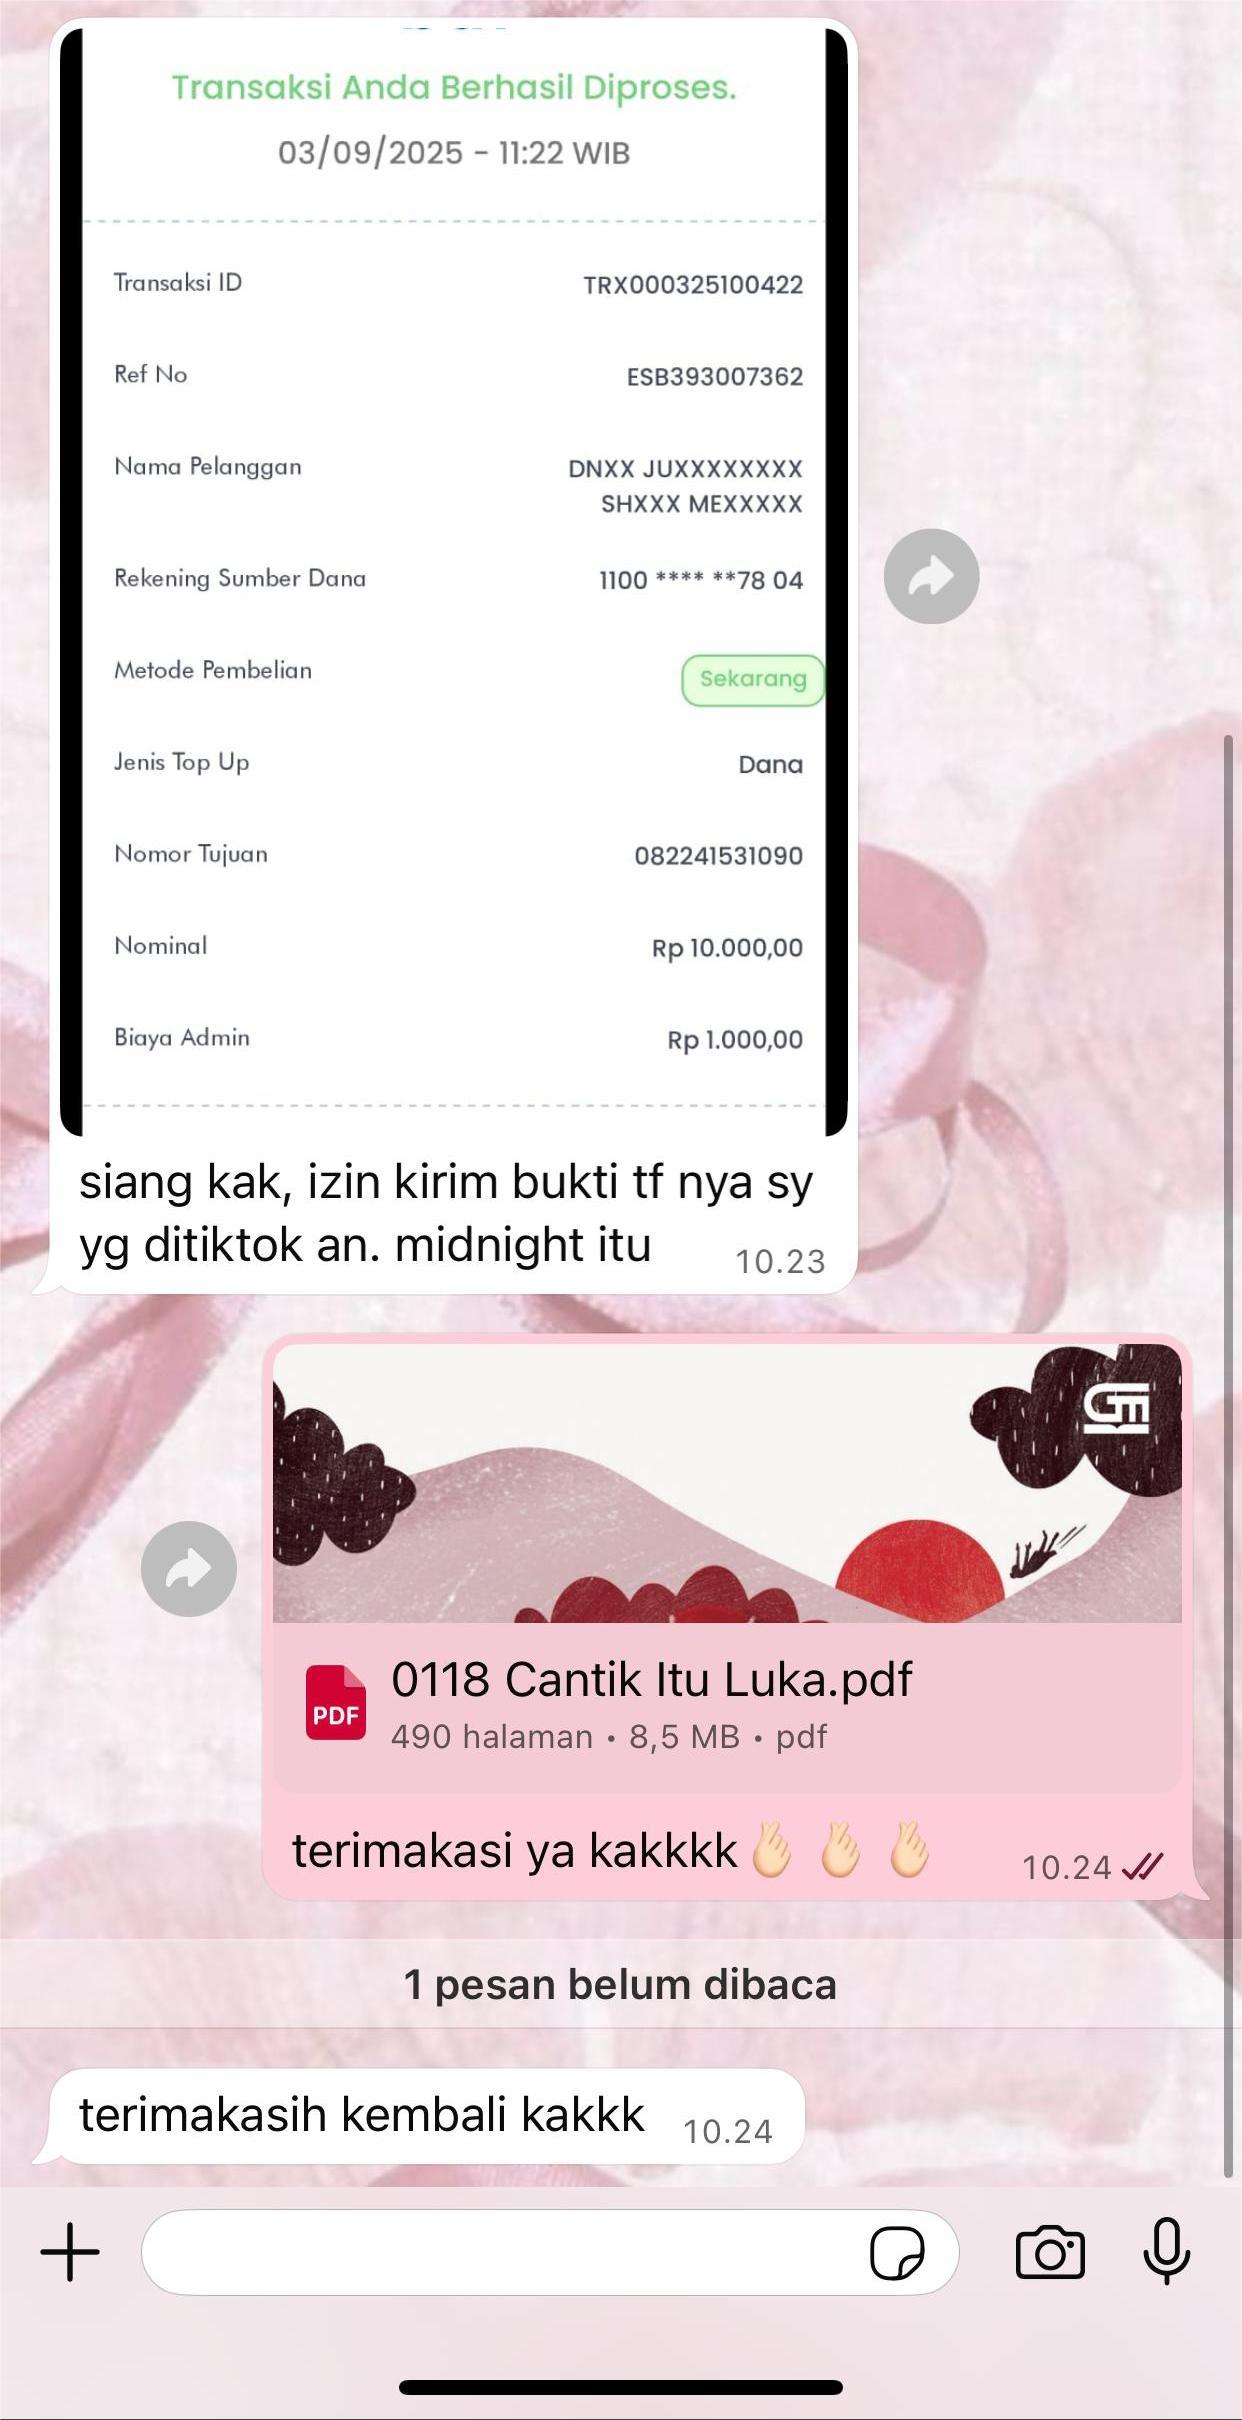 Transaksi Anda Berhasil Diproses.
03/09/2025 - 11:22 WIB
Transaksi ID TRX000325100422
Ref No ESB393007362
Nama Pelanggan DNXX JUXXXXXXXX
SHXXX MEXXXXX
Rekening Sumber Dana 1100 **** **78 04
Metode Pembelian Sekarang
Jenis Top Up Dana
Nomor Tujuan 082241531090
Nominal Rp 10.000,00
Biaya Admin Rp 1.000,00
siang kak, izin kirim bukti tf nya sy
yg ditiktok an. midnight itu 10.23
GM
PDF
0118 Cantik Itu Luka.pdf
490 halaman • 8,5 MB • pdf
terimakasi ya kakkkk🫰🏻🫰🏻🫰🏻 10.24
1 pesan belum dibaca
terimakasih kembali kakkk 10.24